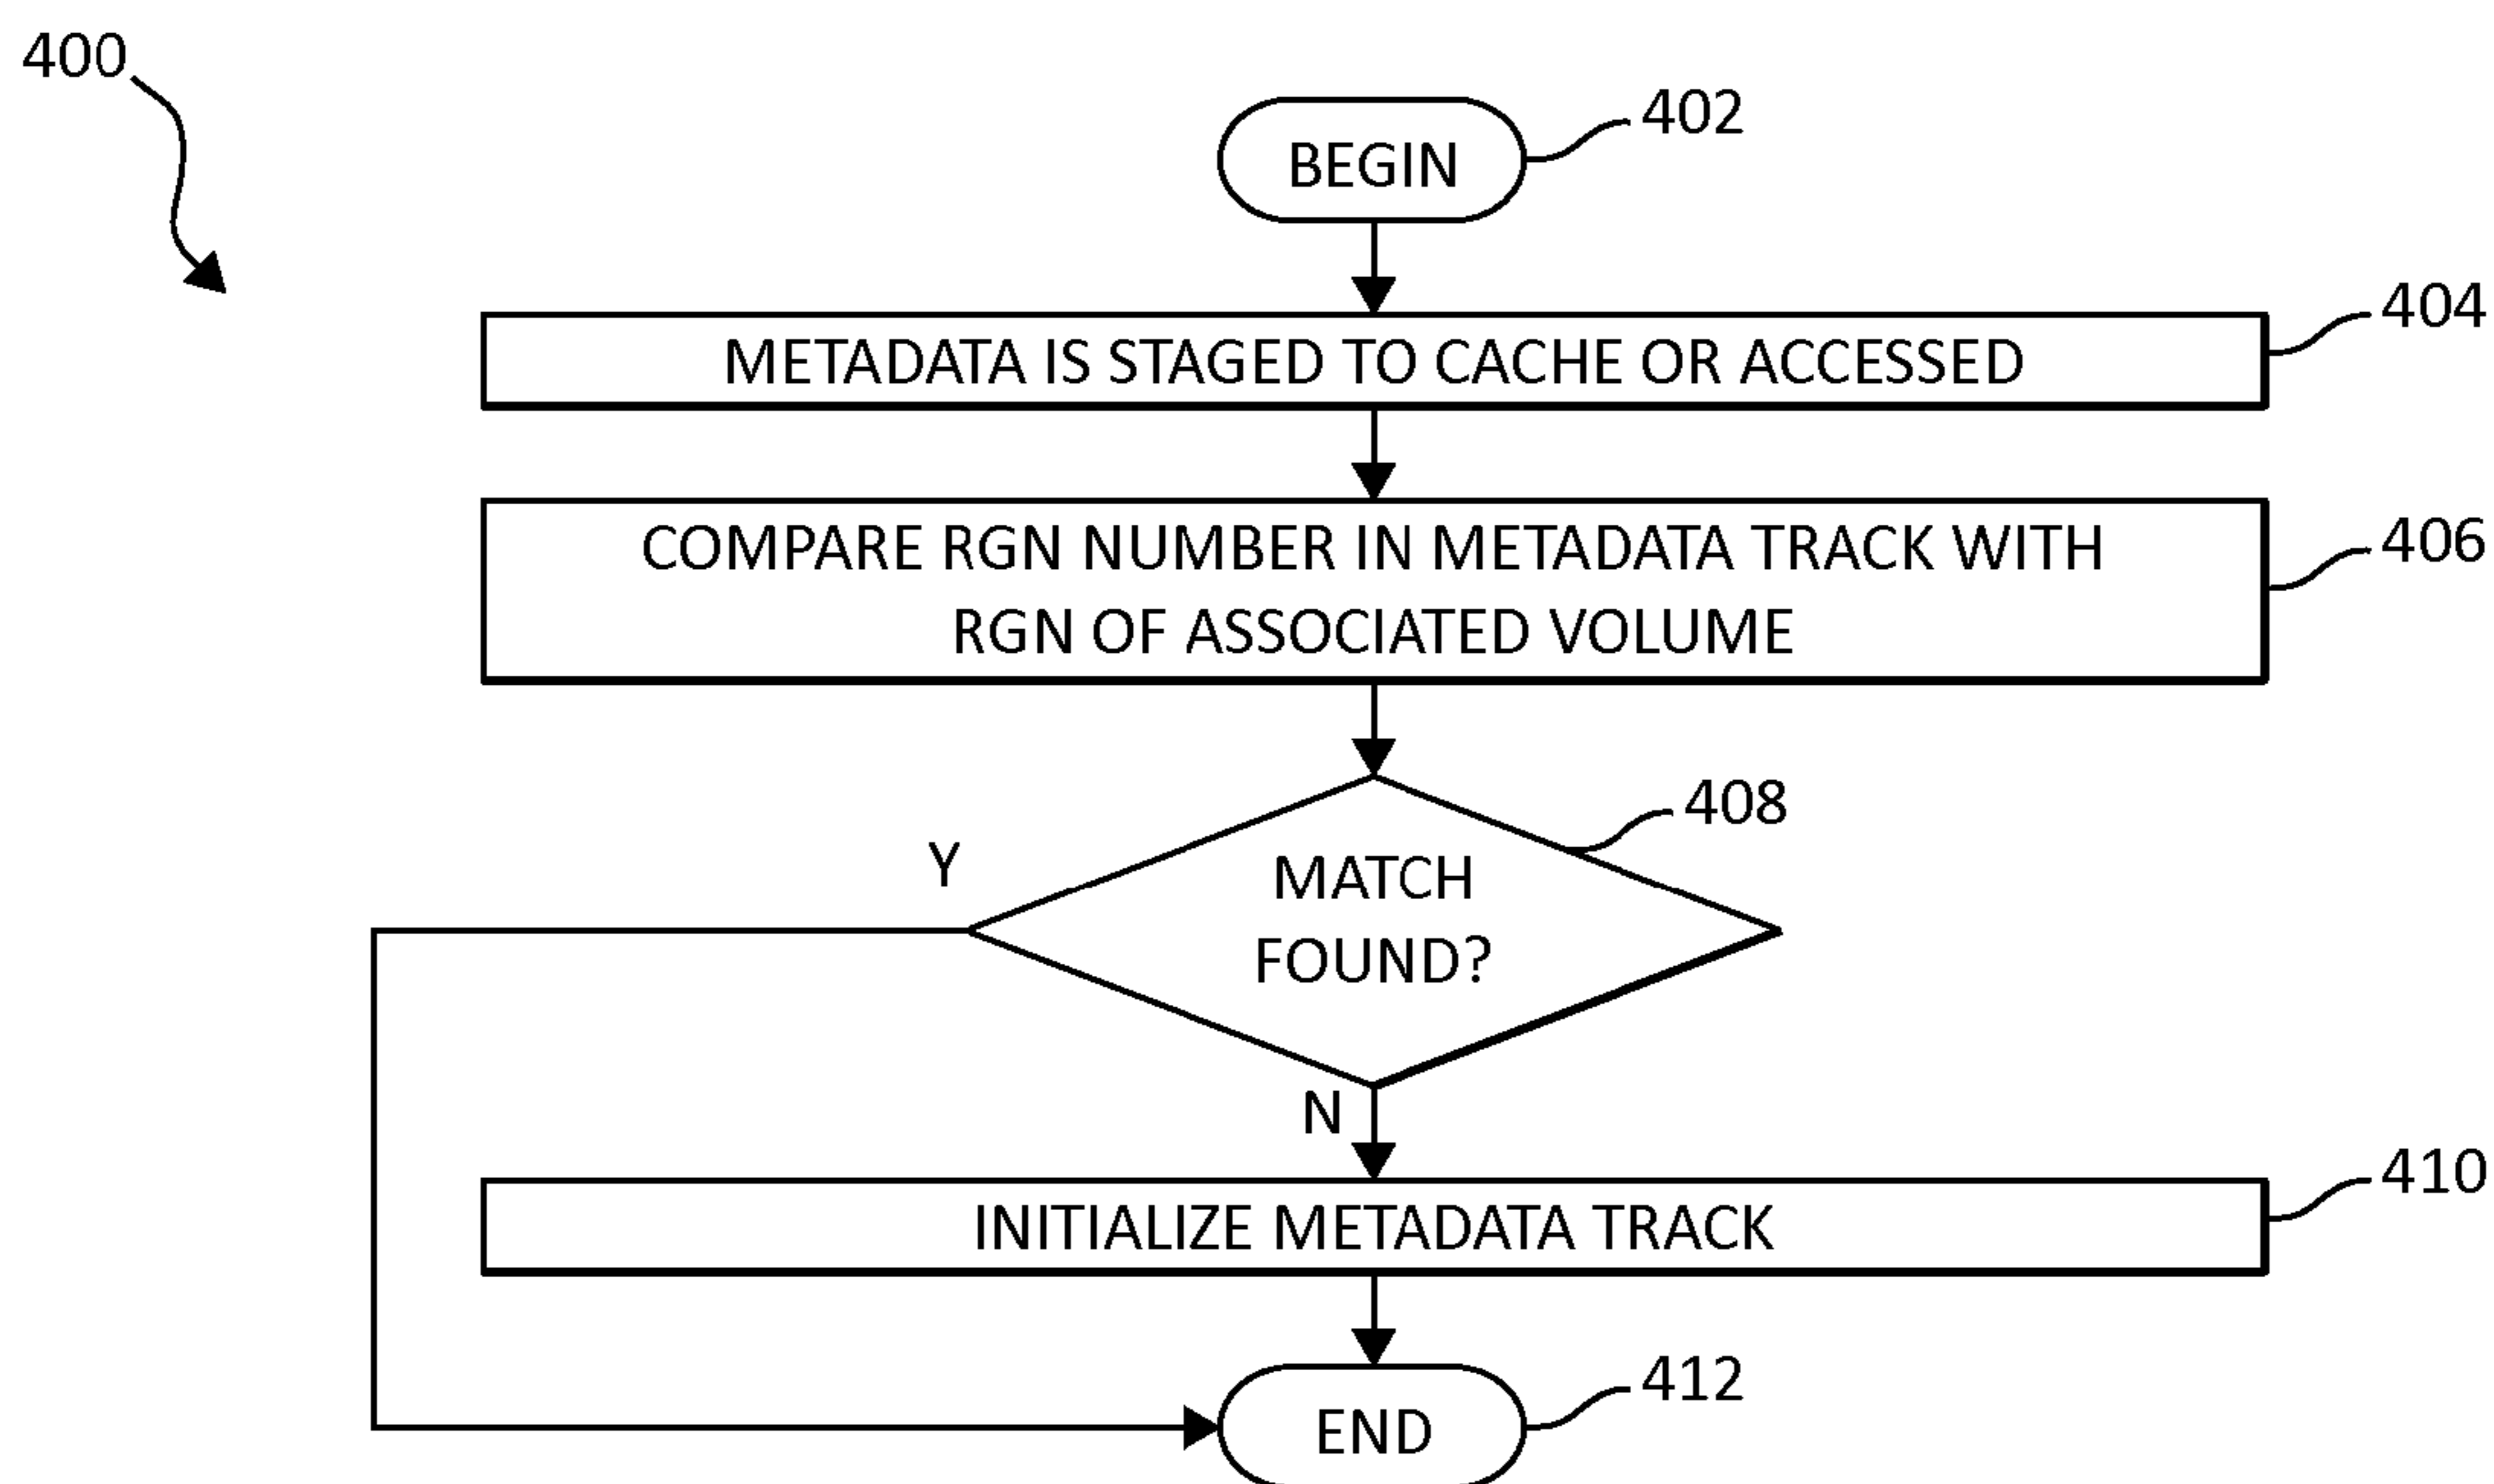 400
BEGIN
402
METADATA IS STAGED TO CACHE OR ACCESSED
404
COMPARE RGN NUMBER IN METADATA TRACK WITH
RGN OF ASSOCIATED VOLUME
406
408
Y
MATCH
FOUND?
N
INITIALIZE METADATA TRACK
410
END
412